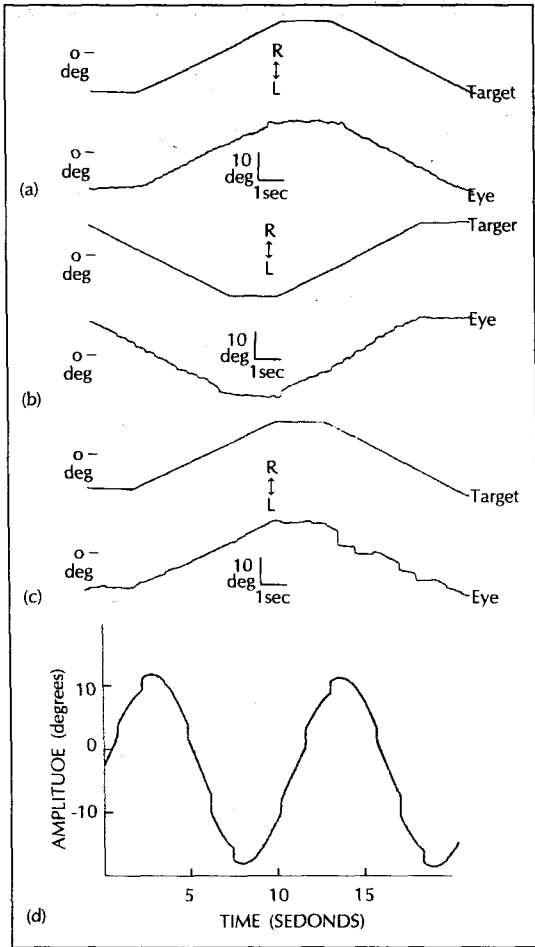 o –
deg
R
↕
L
Target
o –
deg
10
deg
1sec
Eye
(a)
Targer
o –
deg
R
↕
L
Eye
o –
deg
10
deg
1sec
(b)
o –
deg
R
↕
L
Target
o –
deg
10
deg
1sec
Eye
(c)
AMPLITUOE (degrees)
10
0
-10
5 10 15
TIME (SEDONDS)
(d)